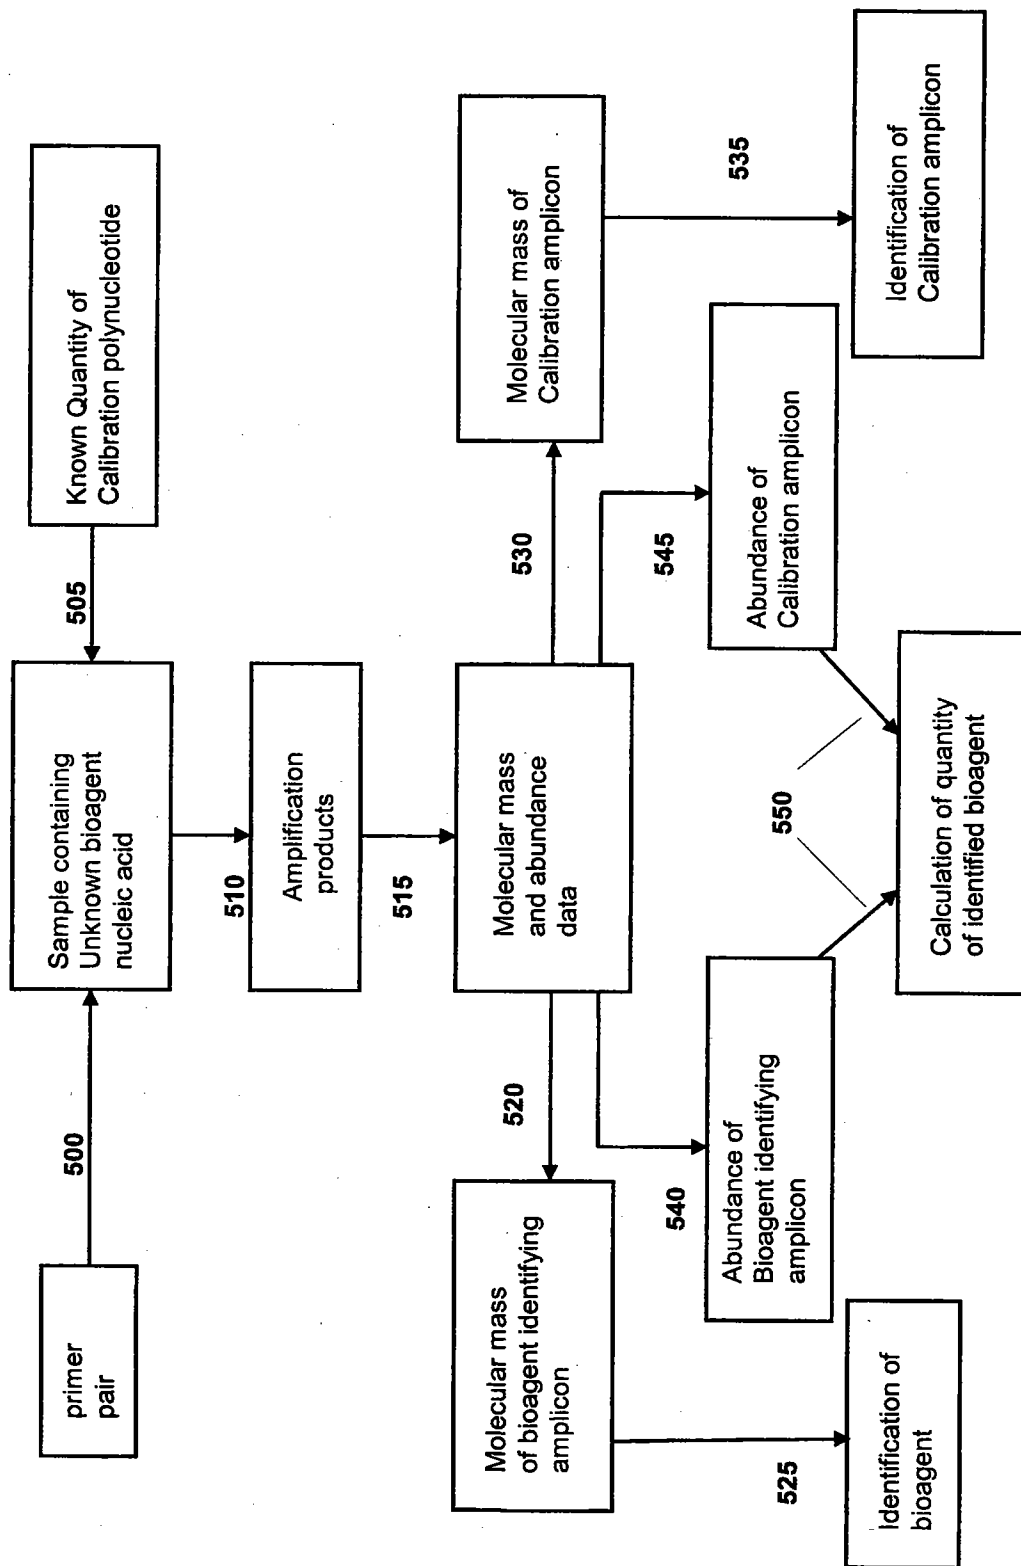 primer
pair
500
Sample containing
Unknown bioagent
nucleic acid
505
Known Quantity of
Calibration polynucleotide
510
Amplification
products
515
Molecular mass
and abundance
data
520
530
Molecular mass
of bioagent identifying
amplicon
Molecular mass of
Calibration amplicon
540
545
525
535
Abundance of
Bioagent identifying
amplicon
Abundance of
Calibration amplicon
550
Identification of
bioagent
Calculation of quantity
of identified bioagent
Identification of
Calibration amplicon